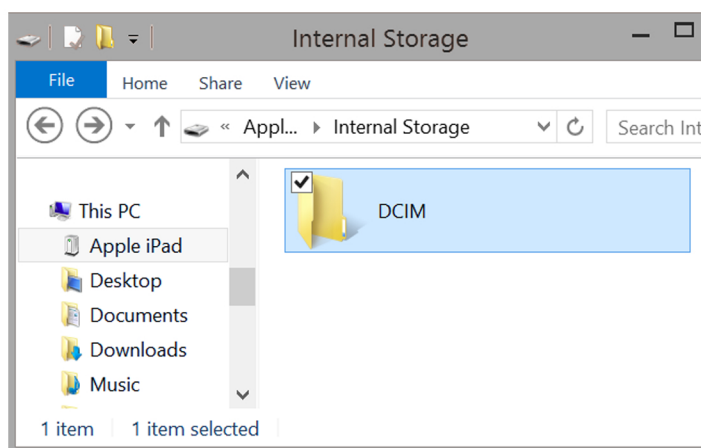 Internal Storage
File Home Share View
« Appl... Internal Storage Search Int
This PC
DCIM
Apple iPad
Desktop
Documents
Downloads
Music
1 item 1 item selected